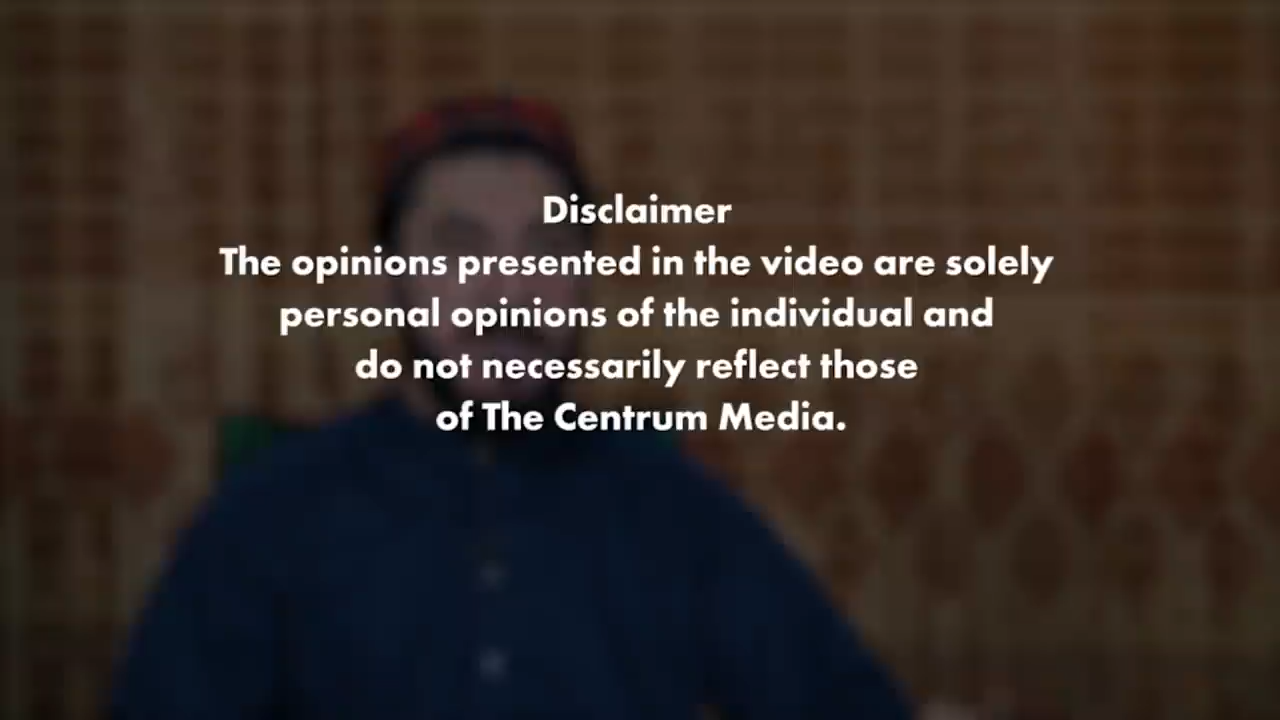 Disclaimer
The opinions presented in the video are solely
personal opinions of the individual and
do not necessarily reflect those
of The Centrum Media.